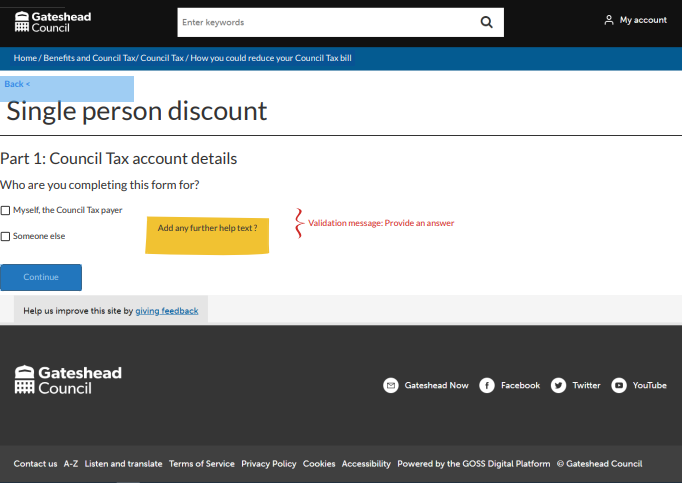 Gateshead
Council
Enter keywords
My account
Home / Benefits and Council Tax/ Council Tax / How you could reduce your Council Tax bill
Back <
Single person discount
Part 1: Council Tax account details
Who are you completing this form for?
Myself, the Council Tax payer
Someone else
Add any further help text ?
Validation message: Provide an answer
Continue
Help us improve this site by giving feedback
Gateshead
Council
Gateshead Now Facebook Twitter YouTube
Contact us A-Z Listen and translate Terms of Service Privacy Policy Cookies Accessibility Powered by the GOSS Digital Platform © Gateshead Council